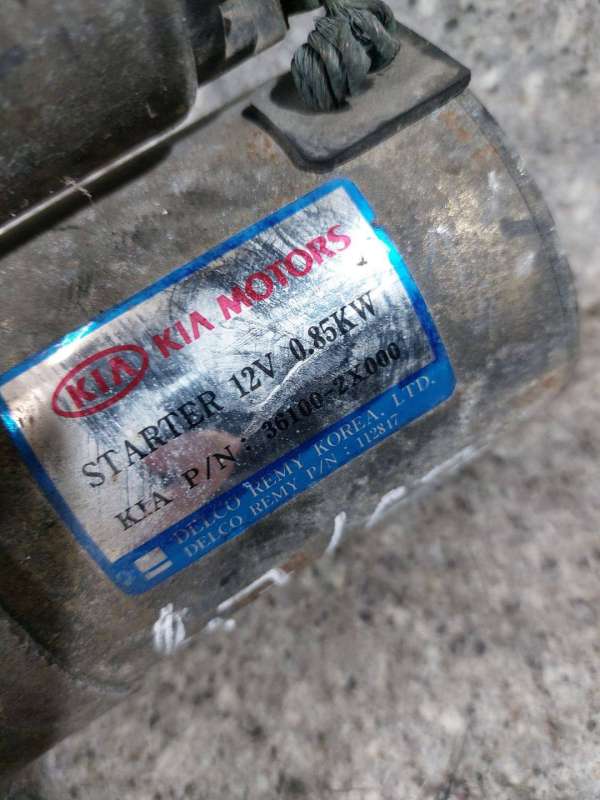 KIA KIA MOTORS
STARTER 12V 0.85KW
KIA P/N: 36100-2X000
DELCO REMY KOREA, LTD.
DELCO REMY P/N : 112817